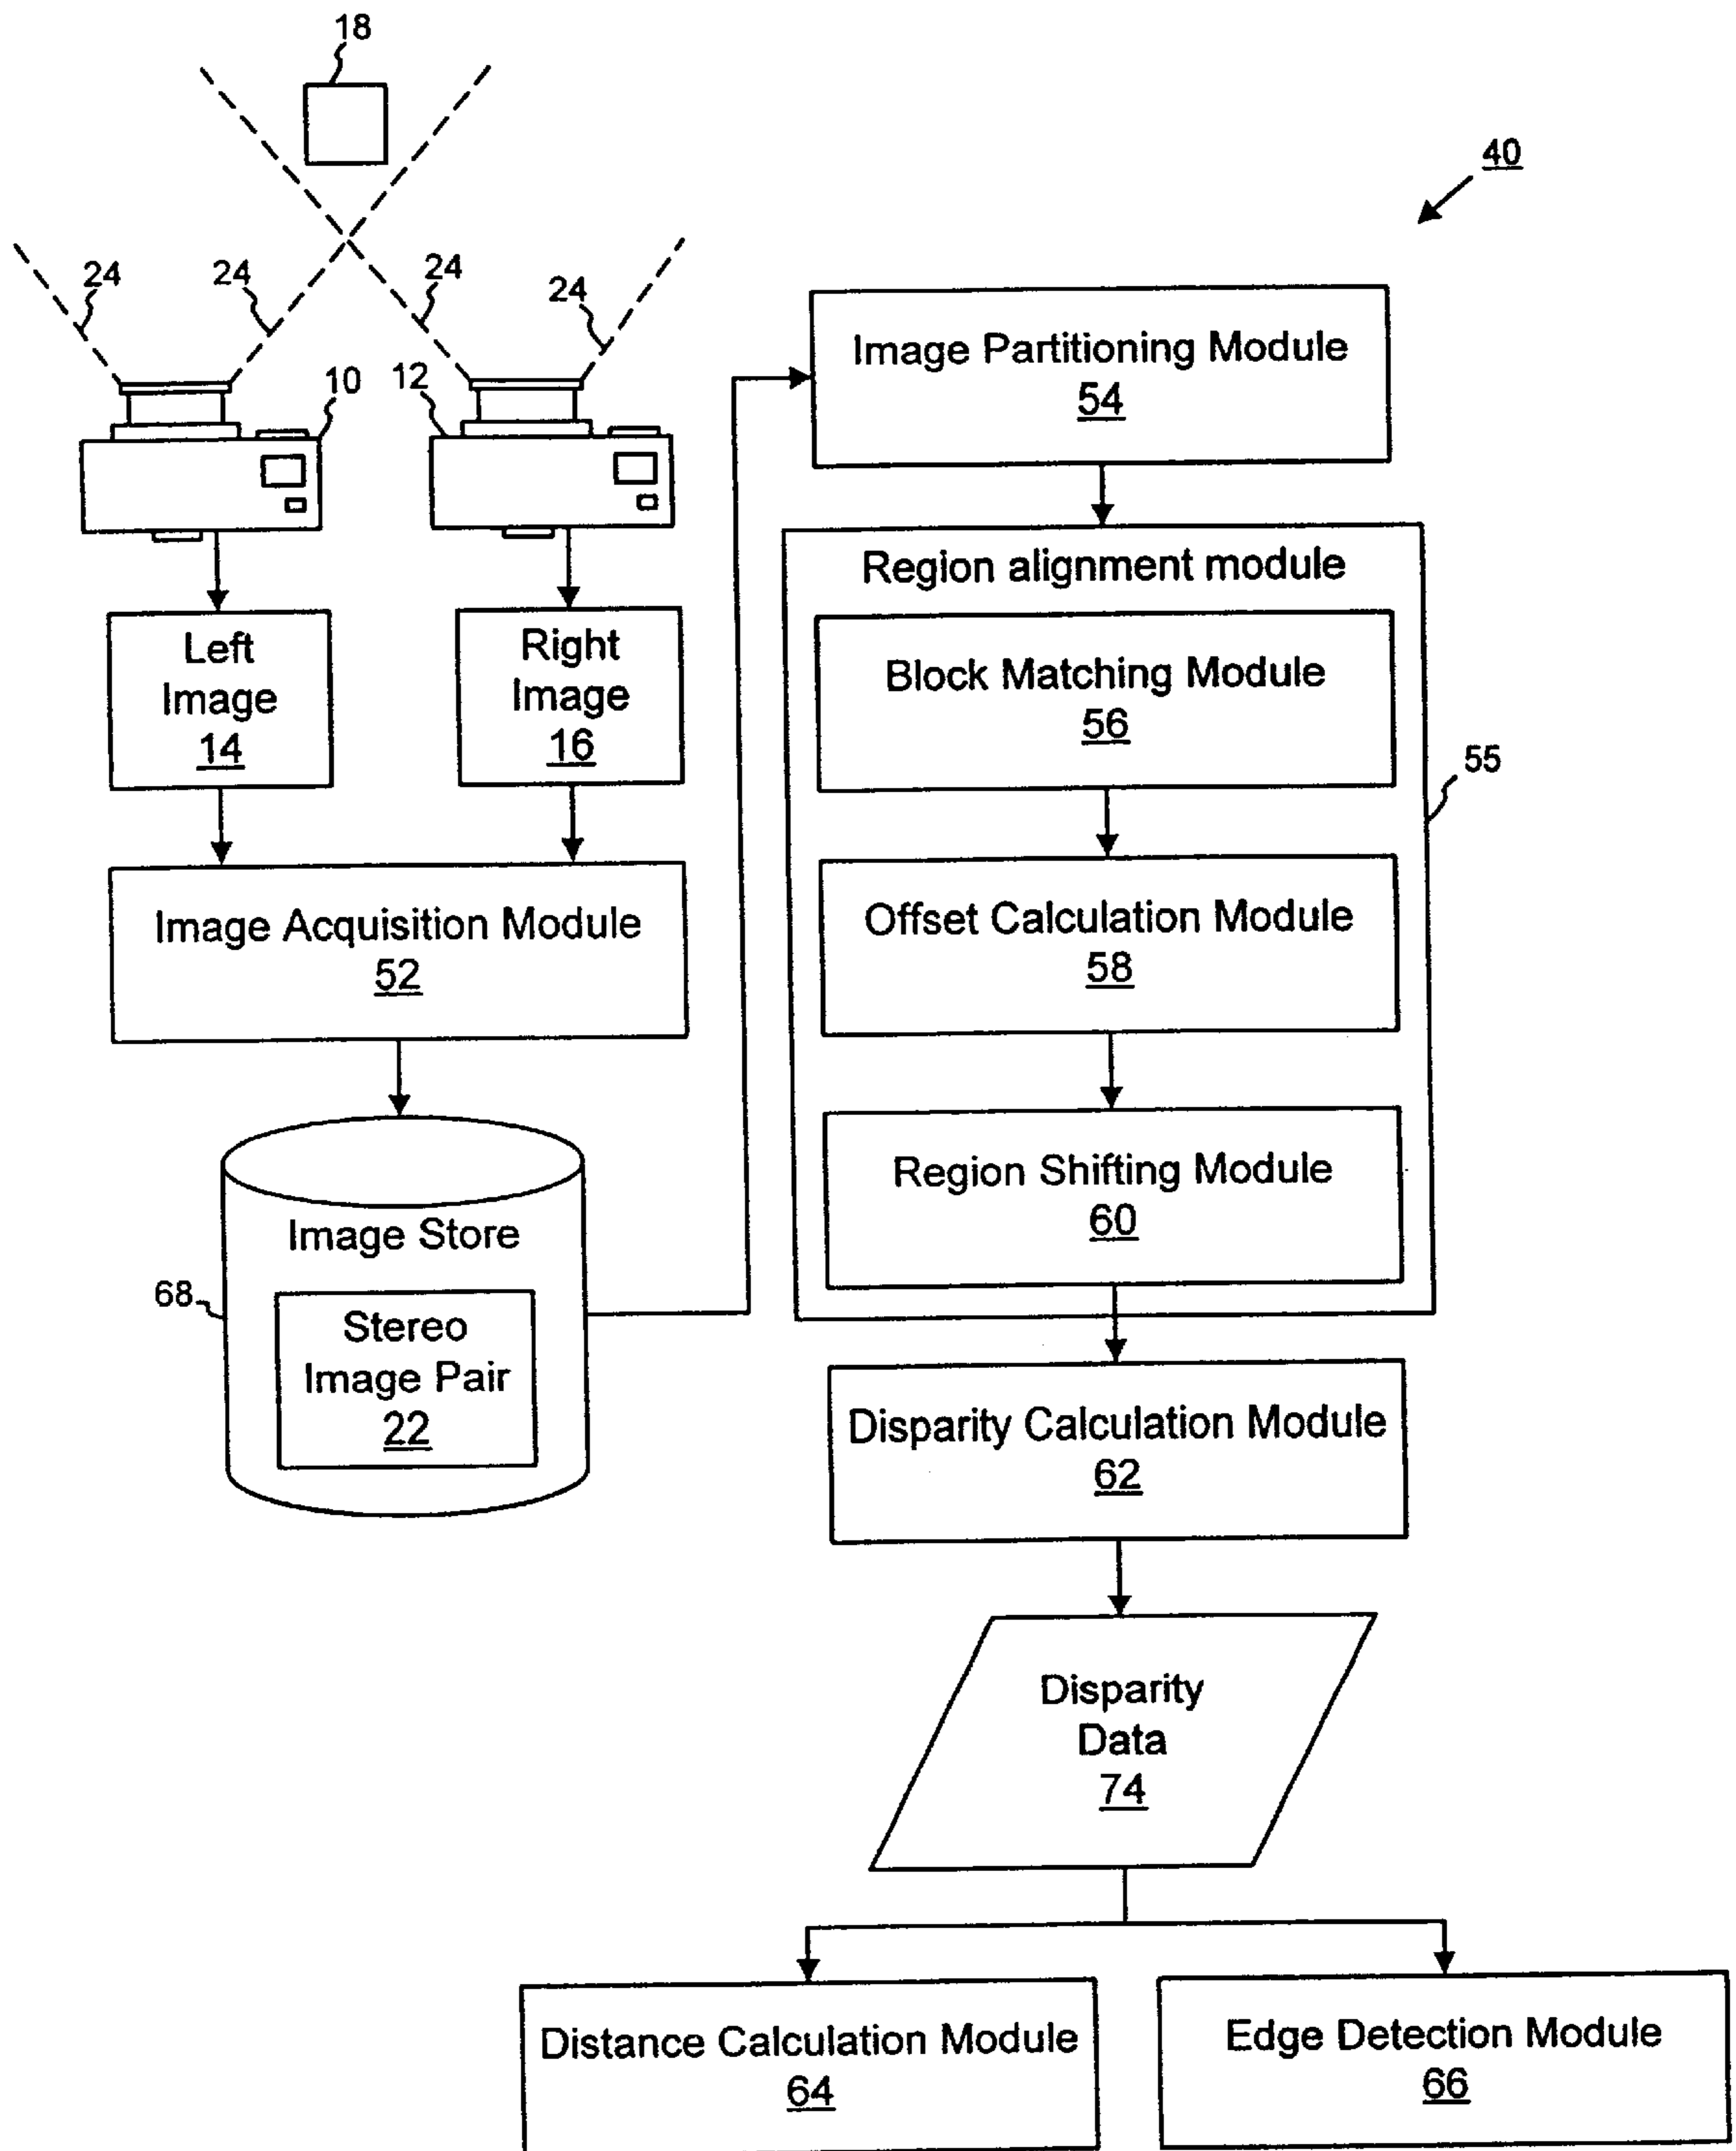 18
40
24
24
24
24
10
12
Left
Image
14
Right
Image
16
Image Acquisition Module
52
Image Store
68
Stereo
Image Pair
22
Image Partitioning Module
54
Region alignment module
55
Block Matching Module
56
Offset Calculation Module
58
Region Shifting Module
60
Disparity Calculation Module
62
Disparity
Data
74
Distance Calculation Module
64
Edge Detection Module
66